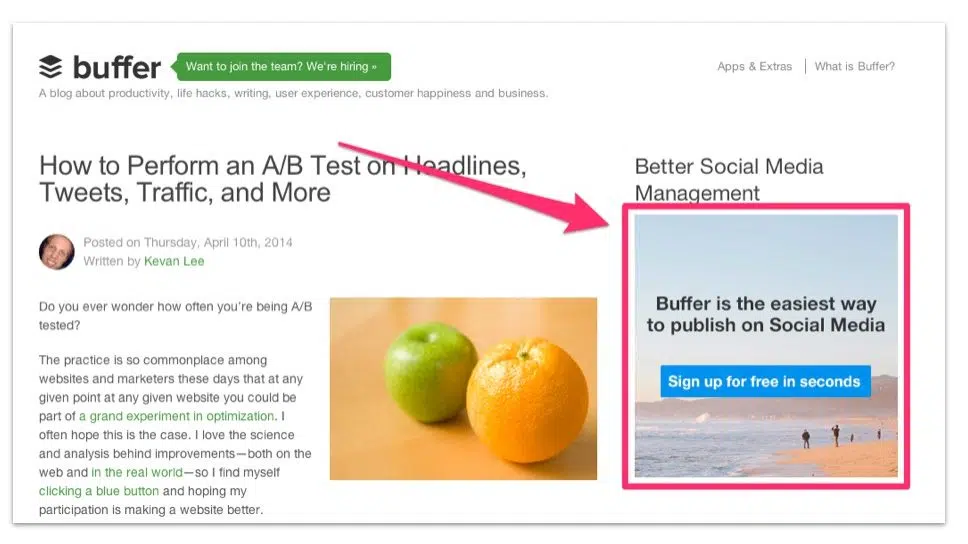 buffer
Want to join the team? We're hiring »
Apps & Extras
What is Buffer?
A blog about productivity, life hacks, writing, user experience, customer happiness and business.
How to Perform an A/B Test on Headlines,
Tweets, Traffic, and More
Posted on Thursday, April 10th, 2014
Written by Kevan Lee
Do you ever wonder how often you're being A/B
tested?
The practice is so commonplace among
websites and marketers these days that at any
given point at any given website you could be
part of a grand experiment in optimization. I
often hope this is the case. I love the science
and analysis behind improvements—both on the
web and in the real world—so I find myself
clicking a blue button and hoping my
participation is making a website better.
Better Social Media
Management
Buffer is the easiest way
to publish on Social Media
Sign up for free in seconds